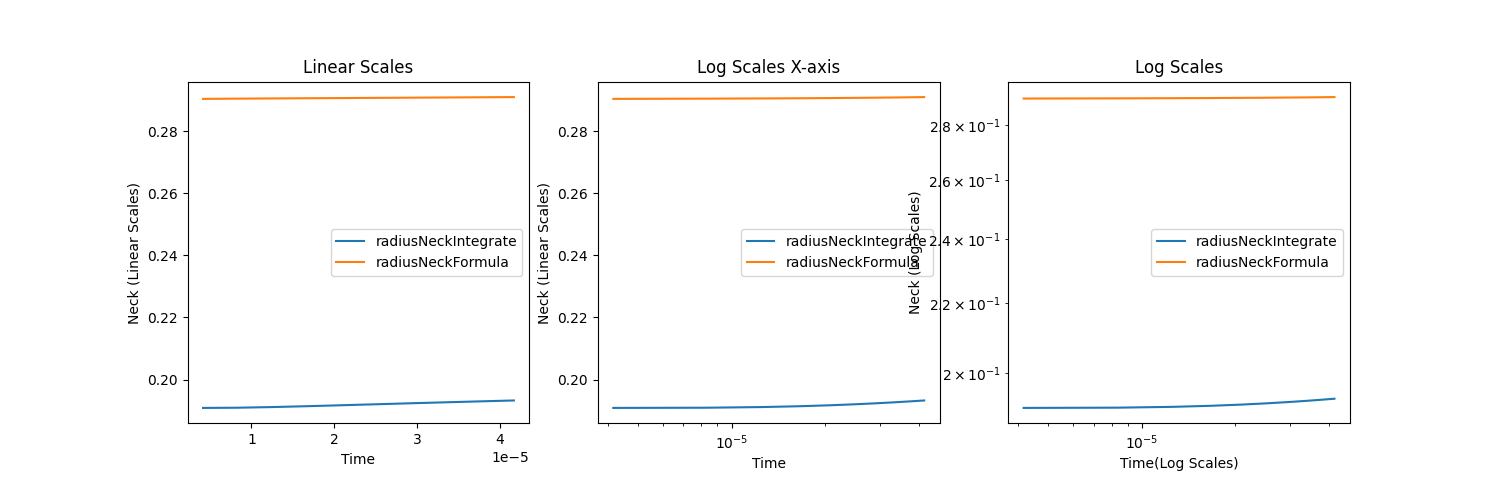 Linear Scales
Neck (Linear Scales)
0.28
0.26
0.24
0.22
0.20
1
2
3
4
1e−5
Time
radiusNeckIntegrate
radiusNeckFormula
Log Scales X-axis
Neck (Linear Scales)
0.28
0.26
0.24
0.22
0.20
10⁻⁵
Time
radiusNeckIntegrate
radiusNeckFormula
Log Scales
Neck (Log Scales)
2.8 × 10⁻¹
2.6 × 10⁻¹
2.4 × 10⁻¹
2.2 × 10⁻¹
2 × 10⁻¹
10⁻⁵
Time(Log Scales)
radiusNeckIntegrate
radiusNeckFormula